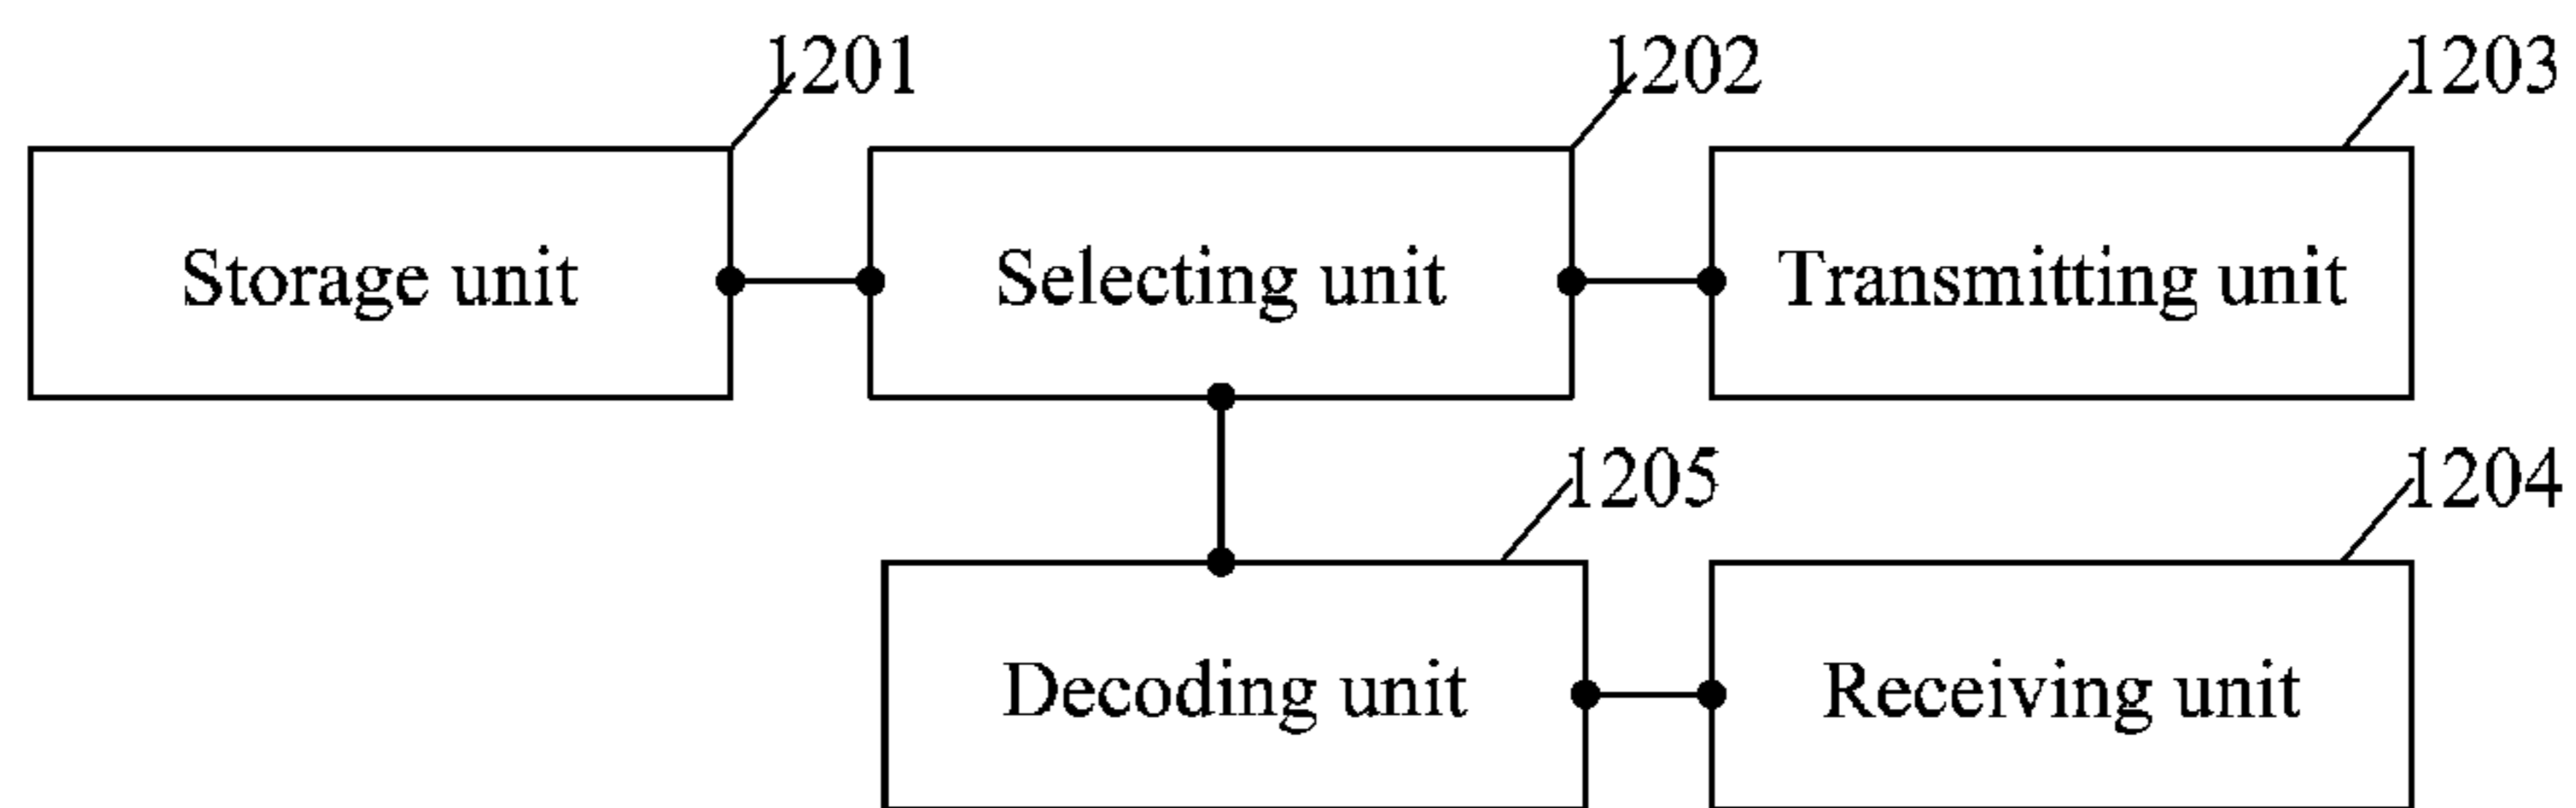 1201 1202 1203
Storage unit Selecting unit Transmitting unit
1205 1204
Decoding unit Receiving unit